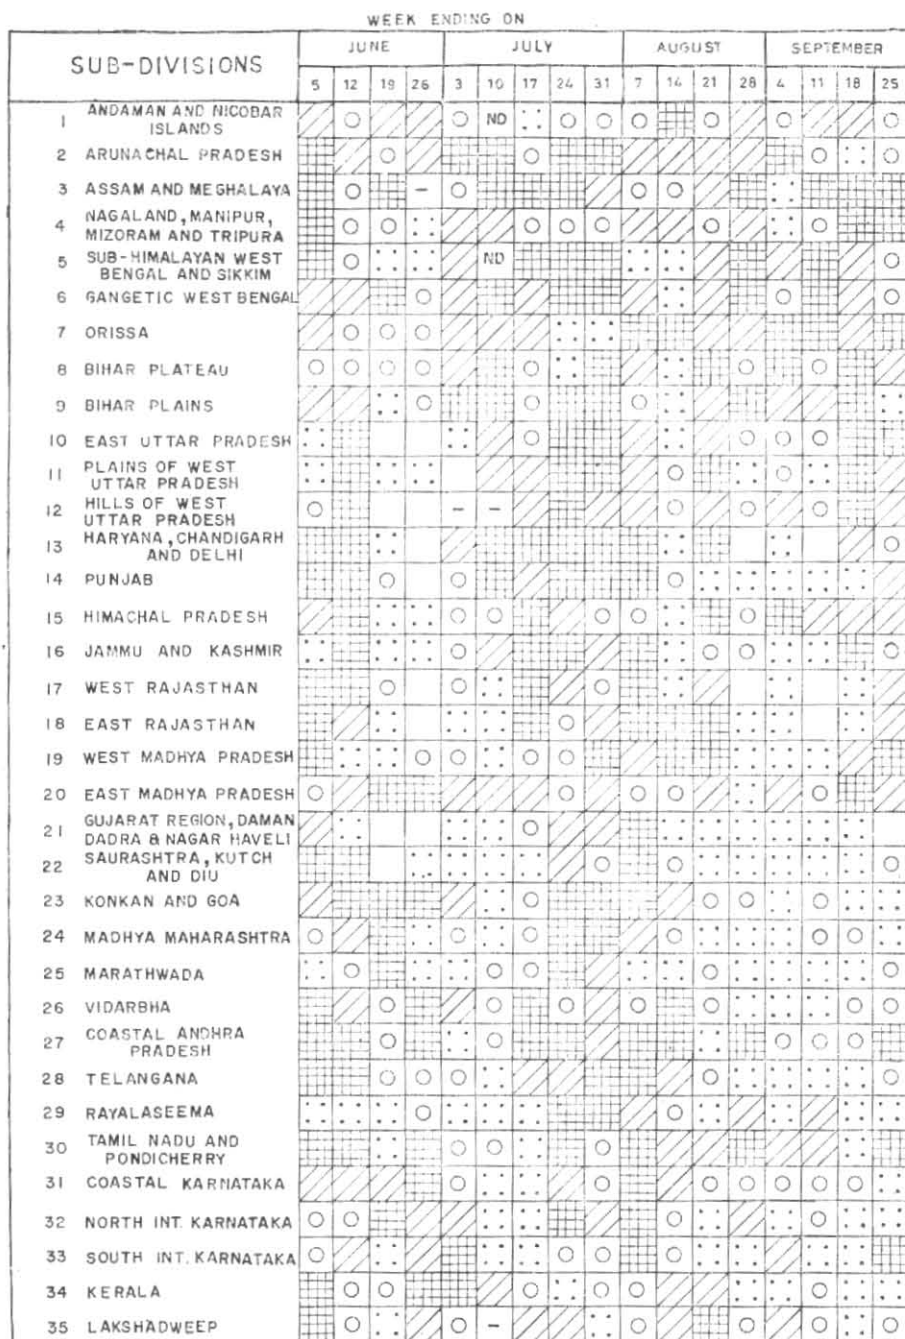 WEEK ENDING ON
SUB-DIVISIONS
JUNE JULY AUGUST SEPTEMBER
5 12 19 26 3 10 17 24 31 7 14 21 28 4 11 18 25
1 ANDAMAN AND NICOBAR
ISLANDS
ND
2 ARUNACHAL PRADESH
3 ASSAM AND MEGHALAYA
–
4 NAGALAND, MANIPUR,
MIZORAM AND TRIPURA
5 SUB-HIMALAYAN WEST
BENGAL AND SIKKIM
ND
6 GANGETIC WEST BENGAL
7 ORISSA
8 BIHAR PLATEAU
9 BIHAR PLAINS
10 EAST UTTAR PRADESH
11 PLAINS OF WEST
UTTAR PRADESH
12 HILLS OF WEST
UTTAR PRADESH
– –
13 HARYANA, CHANDIGARH
AND DELHI
14 PUNJAB
15 HIMACHAL PRADESH
16 JAMMU AND KASHMIR
17 WEST RAJASTHAN
18 EAST RAJASTHAN
19 WEST MADHYA PRADESH
20 EAST MADHYA PRADESH
21 GUJARAT REGION, DAMAN
DADRA & NAGAR HAVELI
22 SAURASHTRA, KUTCH
AND DIU
23 KONKAN AND GOA
24 MADHYA MAHARASHTRA
25 MARATHWADA
26 VIDARBHA
27 COASTAL ANDHRA
PRADESH
28 TELANGANA
29 RAYALASEEMA
30 TAMIL NADU AND
PONDICHERRY
31 COASTAL KARNATAKA
32 NORTH INT. KARNATAKA
33 SOUTH INT. KARNATAKA
34 KERALA
35 LAKSHADWEEP
–